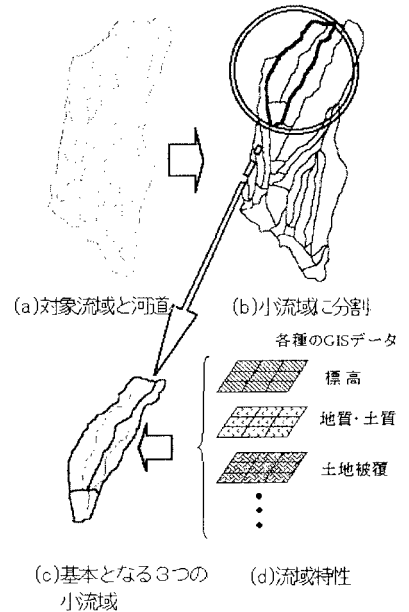 (a)対象流域と河道
(b)小流域に分割
各種のGISデータ
標高
地質・土質
土地被覆
(c)基本となる３つの
小流域
(d)流域特性